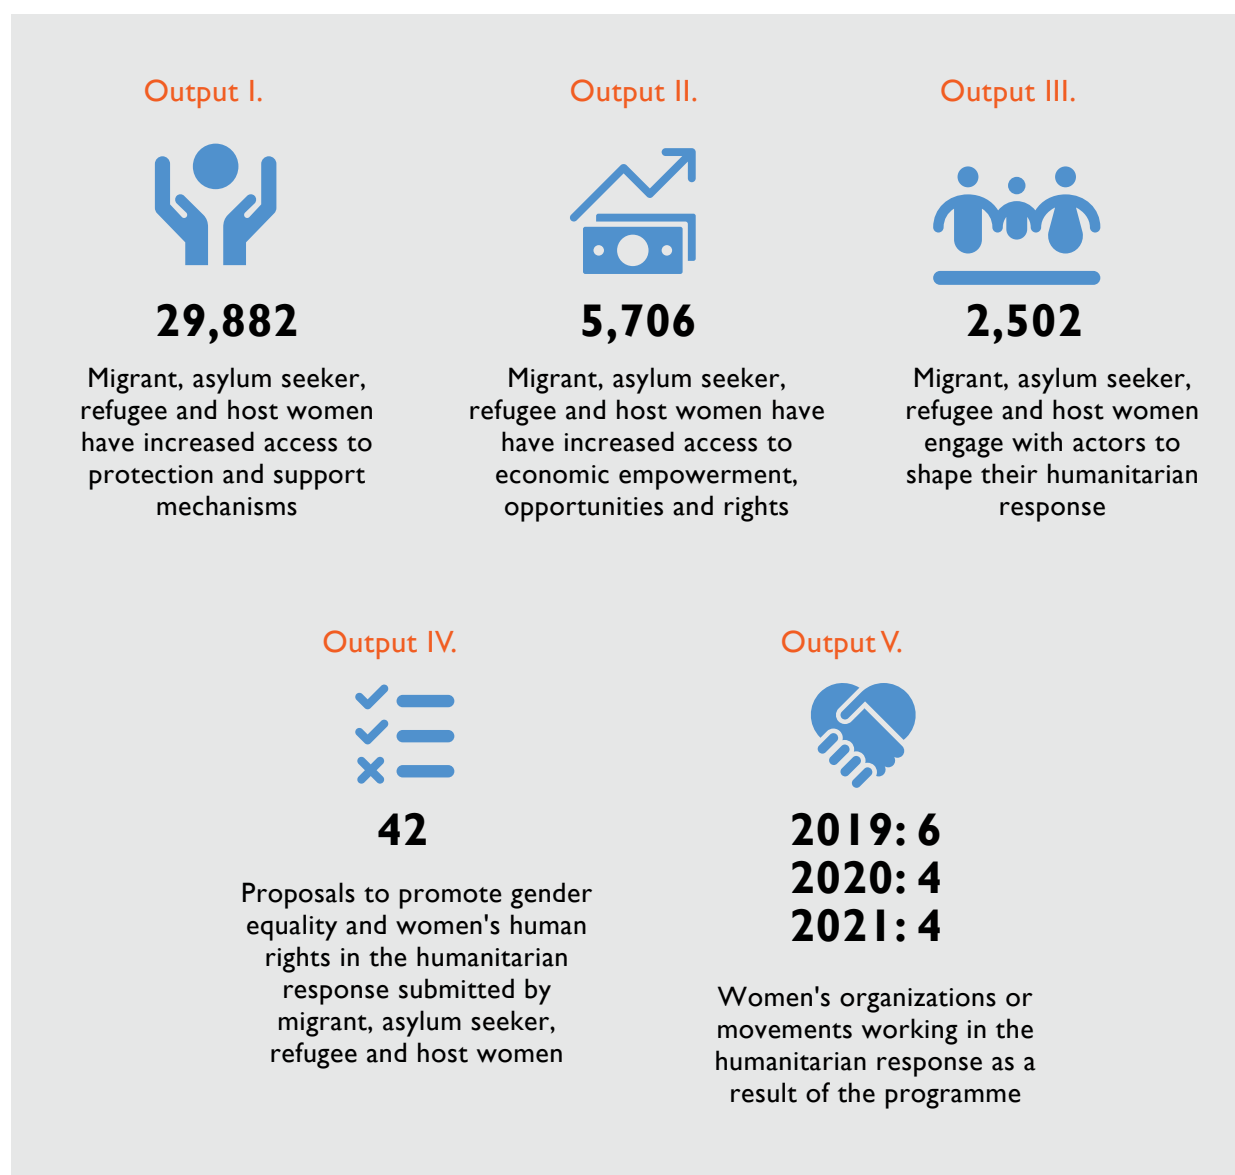 Output I.
29,882
Migrant, asylum seeker,
refugee and host women
have increased access to
protection and support
mechanisms
Output II.
5,706
Migrant, asylum seeker,
refugee and host women have
have increased access to
economic empowerment,
opportunities and rights
Output III.
2,502
Migrant, asylum seeker,
refugee and host women
engage with actors to
shape their humanitarian
response
Output IV.
42
Proposals to promote gender
equality and women's human
rights in the humanitarian
response submitted by
migrant, asylum seeker,
refugee and host women
Output V.
2019: 6
2020: 4
2021: 4
Women's organizations or
movements working in the
humanitarian response as a
result of the programme